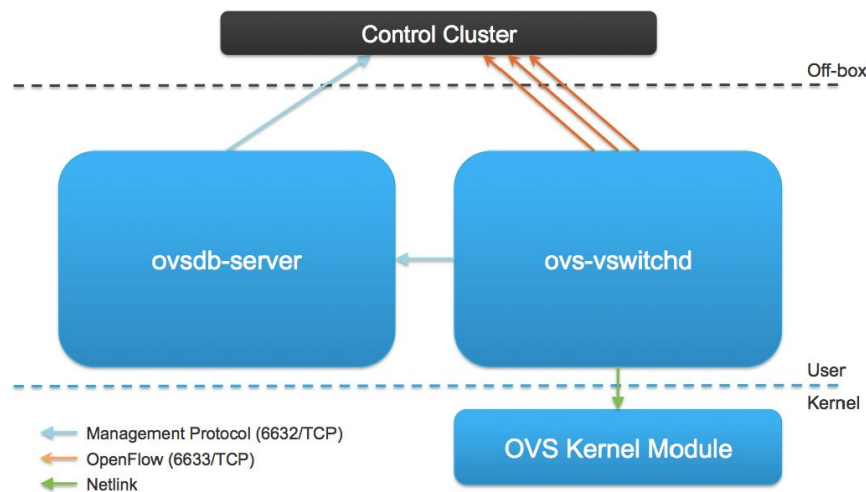 Control Cluster
Off-box
ovsdb-server
ovs-vswitchd
User
Kernel
Management Protocol (6632/TCP)
OpenFlow (6633/TCP)
Netlink
OVS Kernel Module